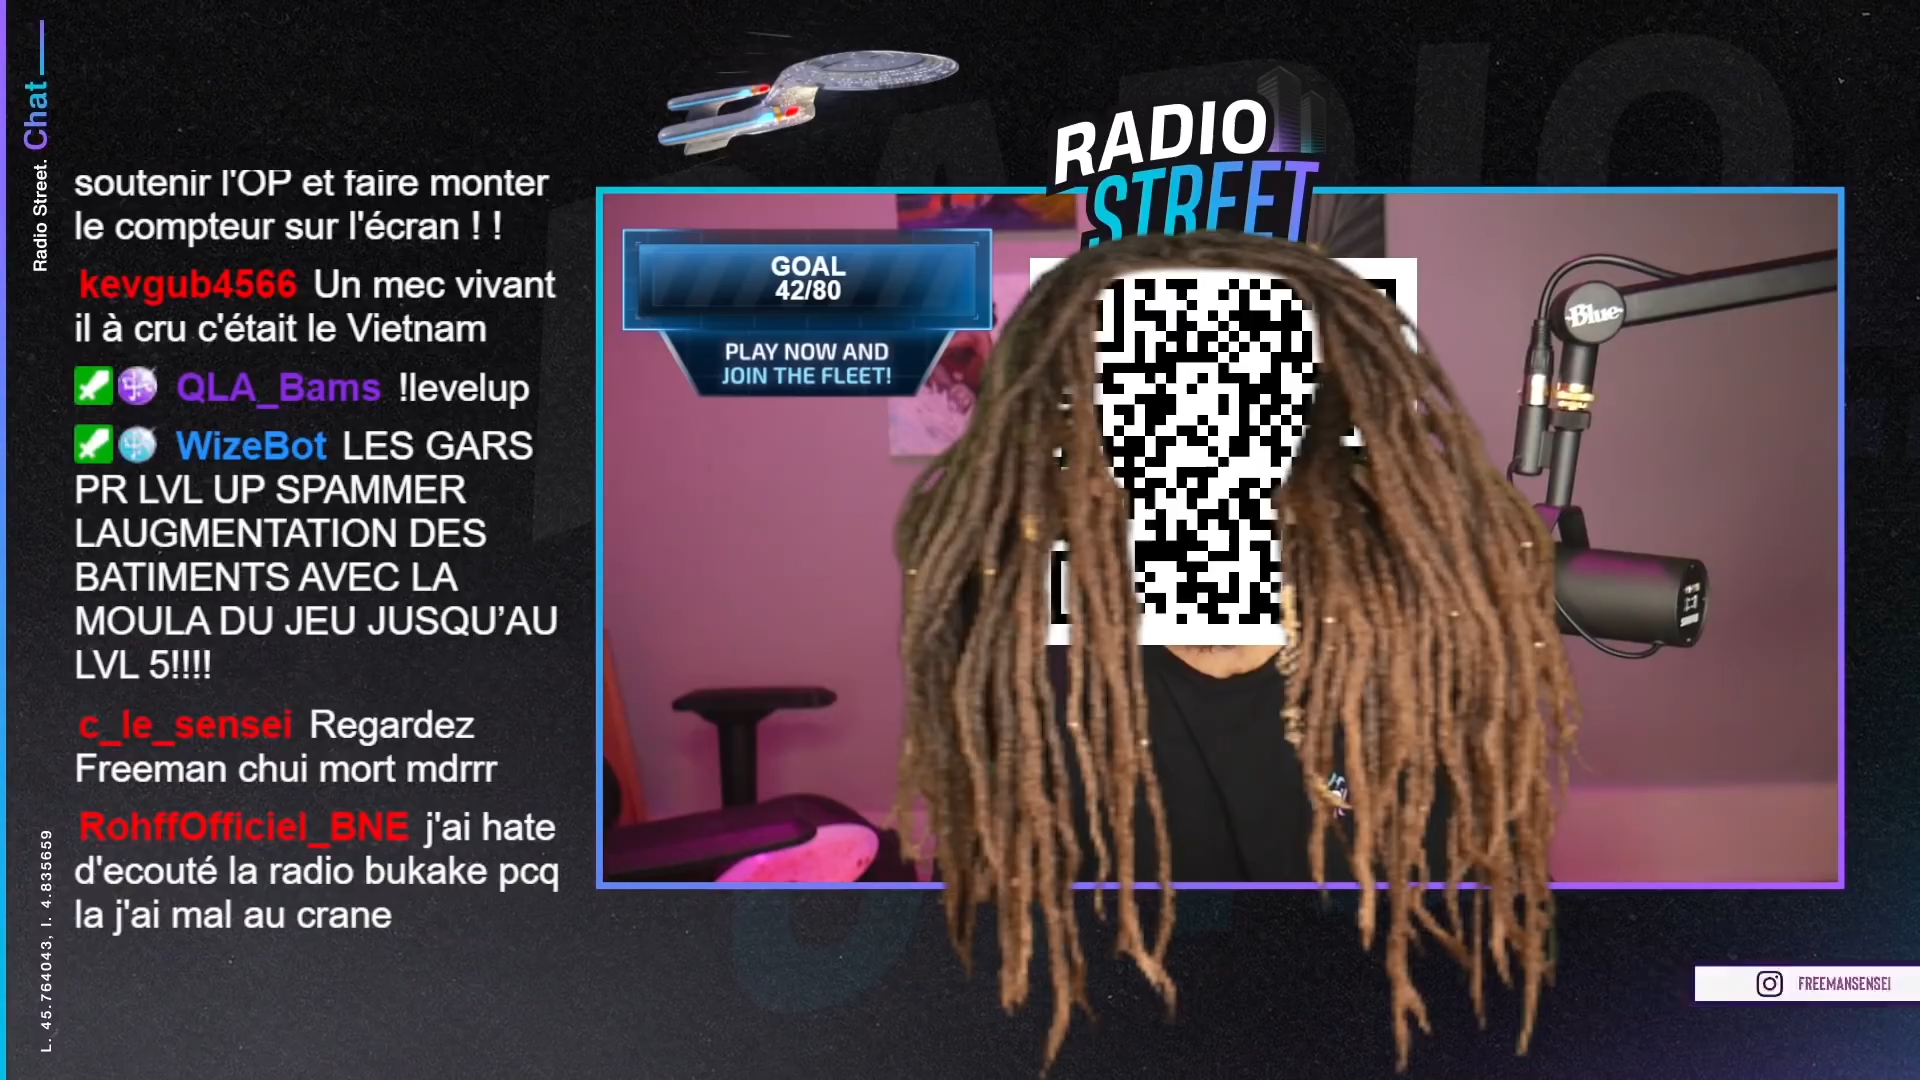 Radio Street. Chat
soutenir l'OP et faire monter
le compteur sur l'écran ! !
kevgub4566 Un mec vivant
il à cru c'était le Vietnam
QLA_Bams !levelup
WizeBot LES GARS
PR LVL UP SPAMMER
LAUGMENTATION DES
BATIMENTS AVEC LA
MOULA DU JEU JUSQU'AU
LVL 5!!!!
c_le_sensei Regardez
Freeman chui mort mdrrr
RohffOfficiel_BNE j'ai hate
d'ecouté la radio bukake pcq
la j'ai mal au crane
L. 45.764043, l. 4.835659
RADIO
STREET
GOAL
42/80
PLAY NOW AND
JOIN THE FLEET!
Blue
FREEMANSENSEI